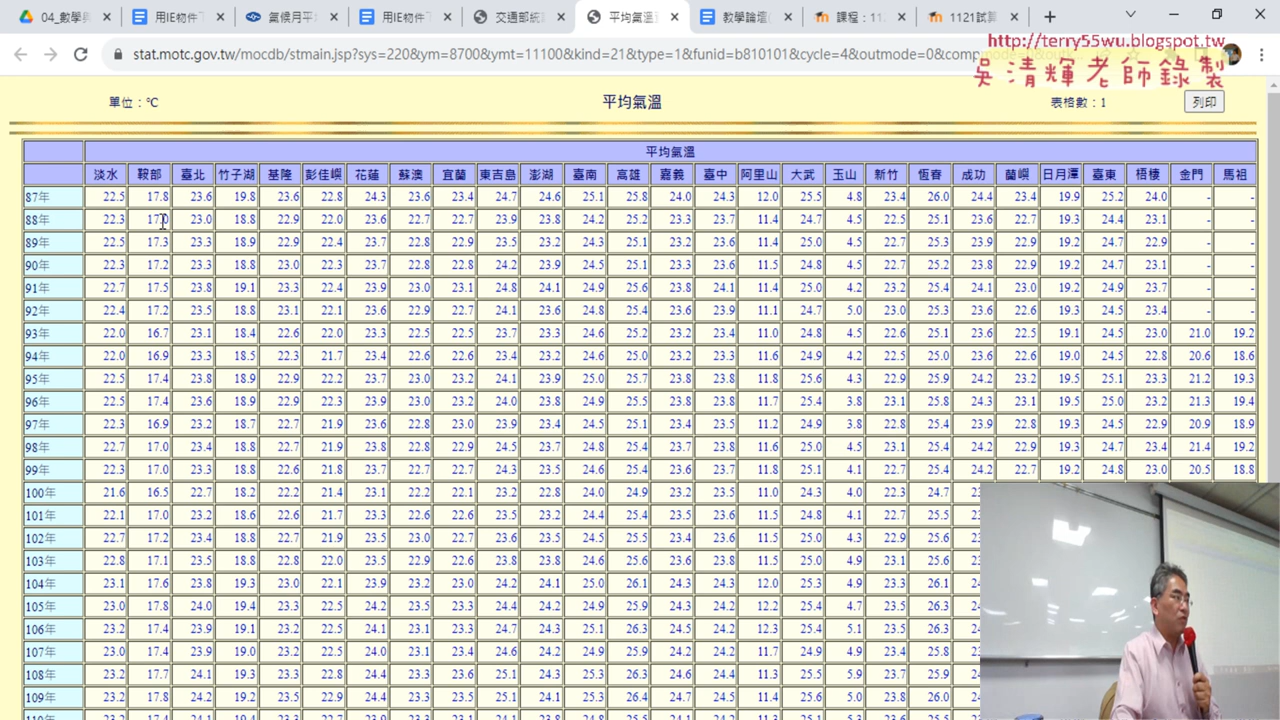 04_數學與
用IE物件下
氣候月平均
用IE物件下
交通部統計
平均氣溫
教學論壇(
課程：11
1121試算
stat.motc.gov.tw/mocdb/stmain.jsp?sys=220&ym=8700&ymt=11100&kind=21&type=1&funid=b810101&cycle=4&outmode=0&com
http://terry55wu.blogspot.tw
吳清輝老師錄製
單位：℃ 平均氣溫 表格數：1 列印
平均氣溫
淡水 鞍部 臺北 竹子湖 基隆 彭佳嶼 花蓮 蘇澳 宜蘭 東吉島 澎湖 臺南 高雄 嘉義 臺中 阿里山 大武 玉山 新竹 恆春 成功 蘭嶼 日月潭 臺東 梧棲 金門 馬祖
87年 22.5 17.8 23.6 19.8 23.6 22.8 24.3 23.6 23.4 24.7 24.6 25.1 25.8 24.0 24.3 12.0 25.5 4.8 23.4 26.0 24.4 23.4 19.9 25.2 24.0 - -
88年 22.3 17.0 23.0 18.8 22.9 22.0 23.6 22.7 22.7 23.9 23.8 24.2 25.2 23.3 23.7 11.4 24.7 4.5 22.5 25.1 23.6 22.7 19.3 24.4 23.1 - -
89年 22.5 17.3 23.3 18.9 22.9 22.4 23.7 22.8 22.9 23.5 23.2 24.3 25.1 23.2 23.6 11.4 25.0 4.5 22.7 25.3 23.9 22.9 19.2 24.7 22.9 - -
90年 22.3 17.2 23.3 18.8 23.0 22.3 23.7 22.8 22.8 24.2 23.9 24.5 25.1 23.3 23.6 11.5 24.8 4.5 22.7 25.2 23.8 22.9 19.2 24.7 23.1 - -
91年 22.7 17.5 23.8 19.1 23.3 22.4 24.3 23.0 23.1 24.8 24.1 24.9 25.6 23.8 24.1 11.4 25.0 4.2 23.2 25.4 24.1 23.0 19.2 24.9 23.7 - -
92年 22.4 17.2 23.5 18.8 23.1 22.1 23.6 22.9 22.7 24.1 23.6 24.8 25.4 23.6 23.9 11.1 24.7 5.0 23.0 25.3 23.6 22.6 19.3 24.5 23.4 - -
93年 22.0 16.7 23.1 18.4 22.6 22.0 23.3 22.5 22.5 23.7 23.3 24.6 25.2 23.2 23.4 11.0 24.8 4.5 22.6 25.1 23.6 22.5 19.1 24.5 23.0 21.0 19.2
94年 22.0 16.9 23.3 18.5 22.3 21.7 23.4 22.6 22.6 23.4 23.2 24.6 25.0 23.2 23.3 11.6 24.9 4.2 22.5 25.0 23.6 22.6 19.0 24.5 22.8 20.6 18.6
95年 22.5 17.4 23.8 18.9 22.9 22.2 23.7 23.0 23.2 24.1 23.9 25.0 25.7 23.8 23.8 11.8 25.6 4.3 22.9 25.9 24.2 23.2 19.5 25.1 23.3 21.2 19.3
96年 22.5 17.4 23.6 18.9 22.9 22.3 23.9 23.0 23.2 24.0 23.8 24.9 25.5 23.8 23.8 11.7 25.4 3.8 23.1 25.8 24.3 23.1 19.5 25.0 23.2 21.3 19.4
97年 22.3 16.9 23.2 18.7 22.7 21.9 23.6 22.8 23.0 23.9 23.4 24.5 25.1 23.4 23.5 11.2 24.9 3.8 22.8 25.4 23.9 22.8 19.3 24.5 22.9 20.9 18.9
98年 22.7 17.0 23.4 18.8 22.7 21.9 23.8 22.8 22.9 24.5 23.7 24.8 25.4 23.7 23.8 11.6 25.0 4.5 23.1 25.4 24.2 22.9 19.3 24.7 23.4 21.4 19.2
99年 22.3 17.0 23.3 18.8 22.6 21.8 23.7 22.7 22.7 24.3 23.5 24.6 25.4 23.6 23.7 11.8 25.1 4.1 22.7 25.4 24.2 22.7 19.2 24.8 23.0 20.5 18.8
100年 21.6 16.5 22.7 18.2 22.2 21.4 23.1 22.2 22.1 23.2 22.8 24.0 24.9 23.2 23.5 11.0 24.3 4.0 22.3 24.7
101年 22.1 17.0 23.2 18.6 22.6 21.7 23.3 22.6 22.6 23.5 23.2 24.4 25.4 23.5 23.6 11.5 24.8 4.1 22.7 25.5
102年 22.7 17.2 23.4 18.8 22.7 21.9 23.5 23.0 22.7 23.6 23.5 24.5 25.6 23.4 23.8 11.5 25.0 4.3 22.9 25.6
103年 22.8 17.1 23.5 18.8 22.8 22.0 23.5 22.9 22.6 23.8 23.8 24.6 25.6 23.8 24.0 11.5 25.0 4.9 23.1 25.6
104年 23.1 17.6 23.8 19.3 23.0 22.1 23.9 23.2 23.0 24.2 24.1 25.0 26.1 24.3 24.3 12.0 25.3 4.9 23.3 26.1
105年 23.0 17.8 24.0 19.4 23.3 22.5 24.2 23.5 23.3 24.4 24.2 24.9 25.9 24.3 24.2 12.2 25.4 4.7 23.5 26.3
106年 23.2 17.4 23.9 19.1 23.2 22.5 24.1 23.1 23.3 24.7 24.3 25.1 26.3 24.5 24.2 12.3 25.4 5.1 23.5 26.3
107年 23.0 17.4 23.9 19.0 23.2 22.5 24.0 23.1 23.4 24.6 24.2 24.9 25.9 24.2 24.2 11.7 24.9 4.9 23.4 25.8
108年 23.2 17.7 24.1 19.3 23.3 22.8 24.4 23.3 23.5 24.8 24.3 25.3 26.3 24.6 24.4 11.8 25.5 5.9 23.7 25.9
109年 23.2 17.8 24.2 19.2 23.5 22.9 24.4 23.3 23.6 25.1 24.1 25.3 26.4 24.7 24.5 11.4 25.6 5.0 23.8 26.0